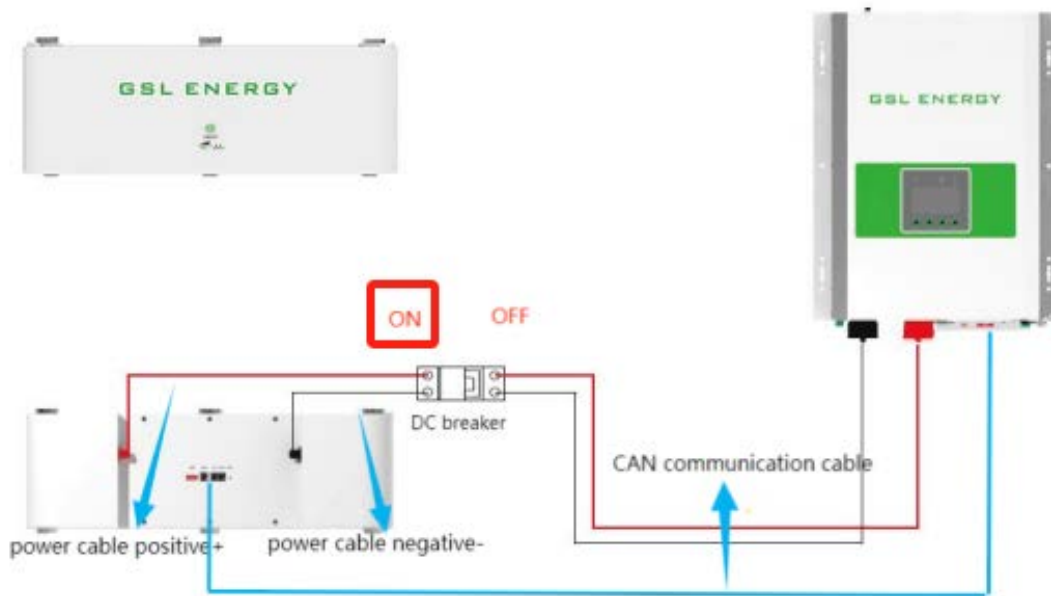 GSL ENERGY
GSL ENERGY
ON
OFF
DC breaker
CAN communication cable
power cable positive+
power cable negative-